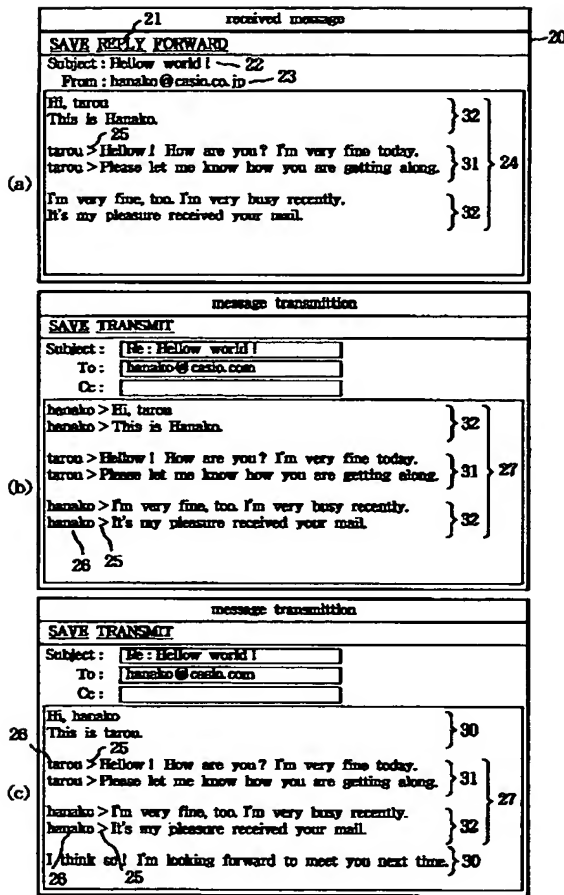 21 received message
20
SAVE REPLY FORWARD
Subject : Hellow world ! 22
From : hanako@casio.co.jp 23
Hi, tarou
This is Hanako.
32
25
tarou > Hellow ! How are you? I'm very fine today.
tarou > Please let me know how you are getting along.
31 24
(a)
I'm very fine, too. I'm very busy recently.
It's my pleasure received your mail.
32
message transmittion
SAVE TRANSMIT
Subject : Re : Hellow world !
To : hanako@casio.com
Cc :
hanako > Hi, tarou
hanako > This is Hanako.
32
tarou > Hellow ! How are you? I'm very fine today.
tarou > Please let me know how you are getting along.
31 27
(b)
hanako > I'm very fine, too. I'm very busy recently.
hanako > It's my pleasure received your mail.
32
26 25
message transmittion
SAVE TRANSMIT
Subject : Re : Hellow world !
To : hanako@casio.com
Cc :
Hi, hanako
This is tarou.
30
26 25
tarou > Hellow ! How are you? I'm very fine today.
tarou > Please let me know how you are getting along.
31 27
(c)
hanako > I'm very fine, too. I'm very busy recently.
hanako > It's my pleasure received your mail.
32
I think so ! I'm looking forward to meet you next time.
30
26 25